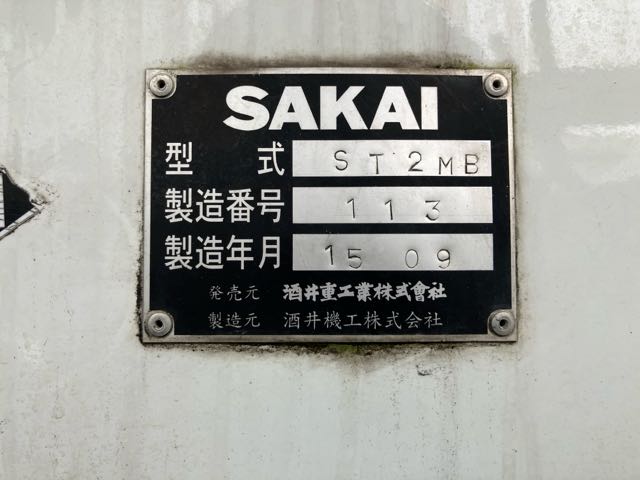 SAKAI
型 式 ST2MB
製造番号 113
製造年月 15 09
発売元 酒井重工業株式會社
製造元 酒井機工株式会社